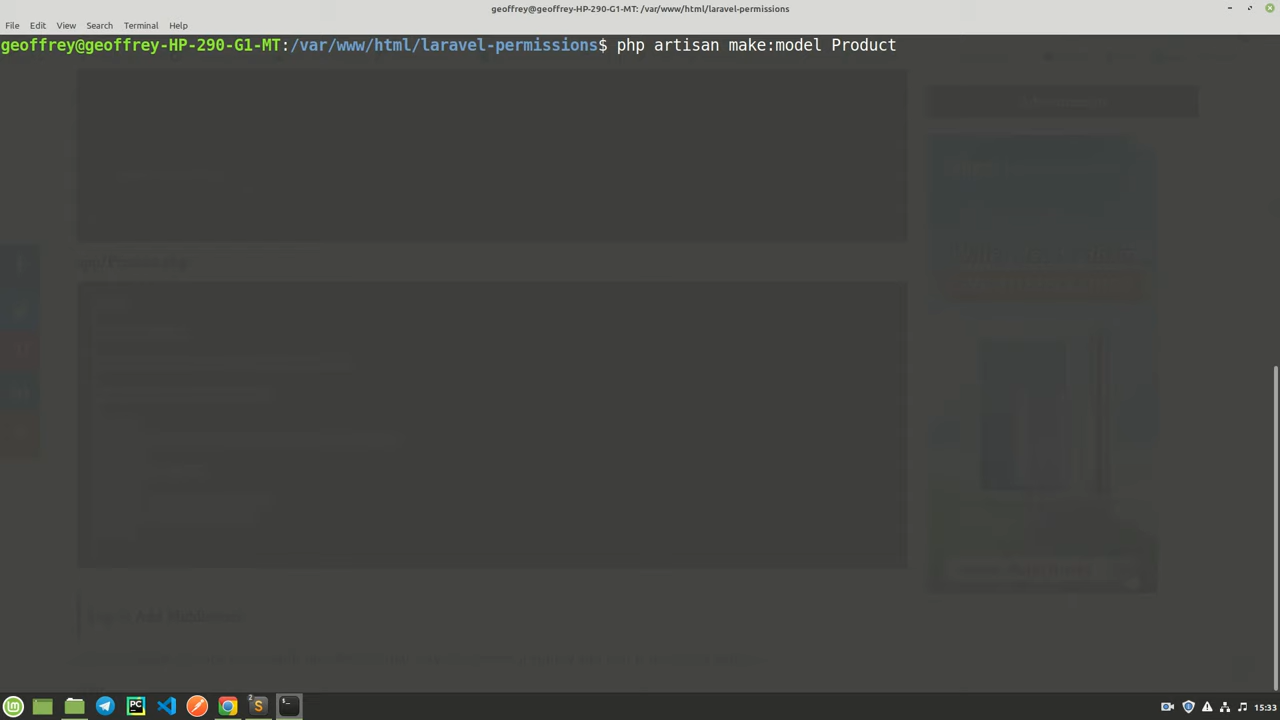 geoffrey@geoffrey-HP-290-G1-MT: /var/www/html/laravel-permissions
File Edit View Search Terminal Help
geoffrey@geoffrey-HP-290-G1-MT:/var/www/html/laravel-permissions$ php artisan make:model Product
15:33